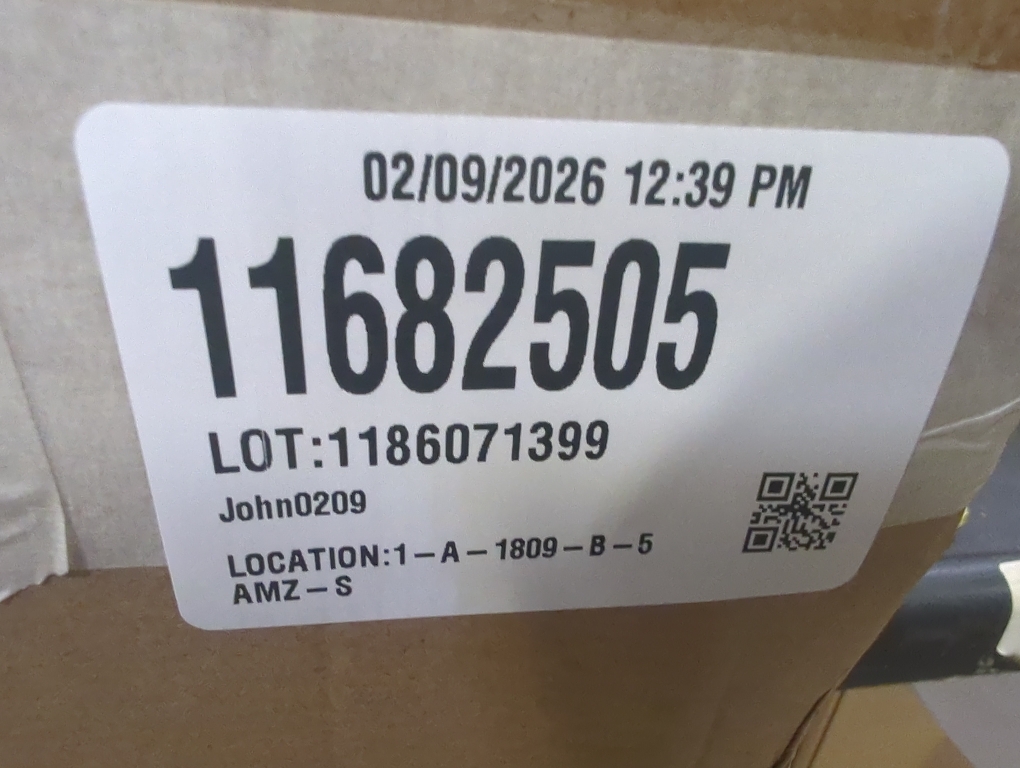 02/09/2026 12:39 PM
11682505
LOT:1186071399
John0209
LOCATION:1-A-1809-B-5
AMZ-S